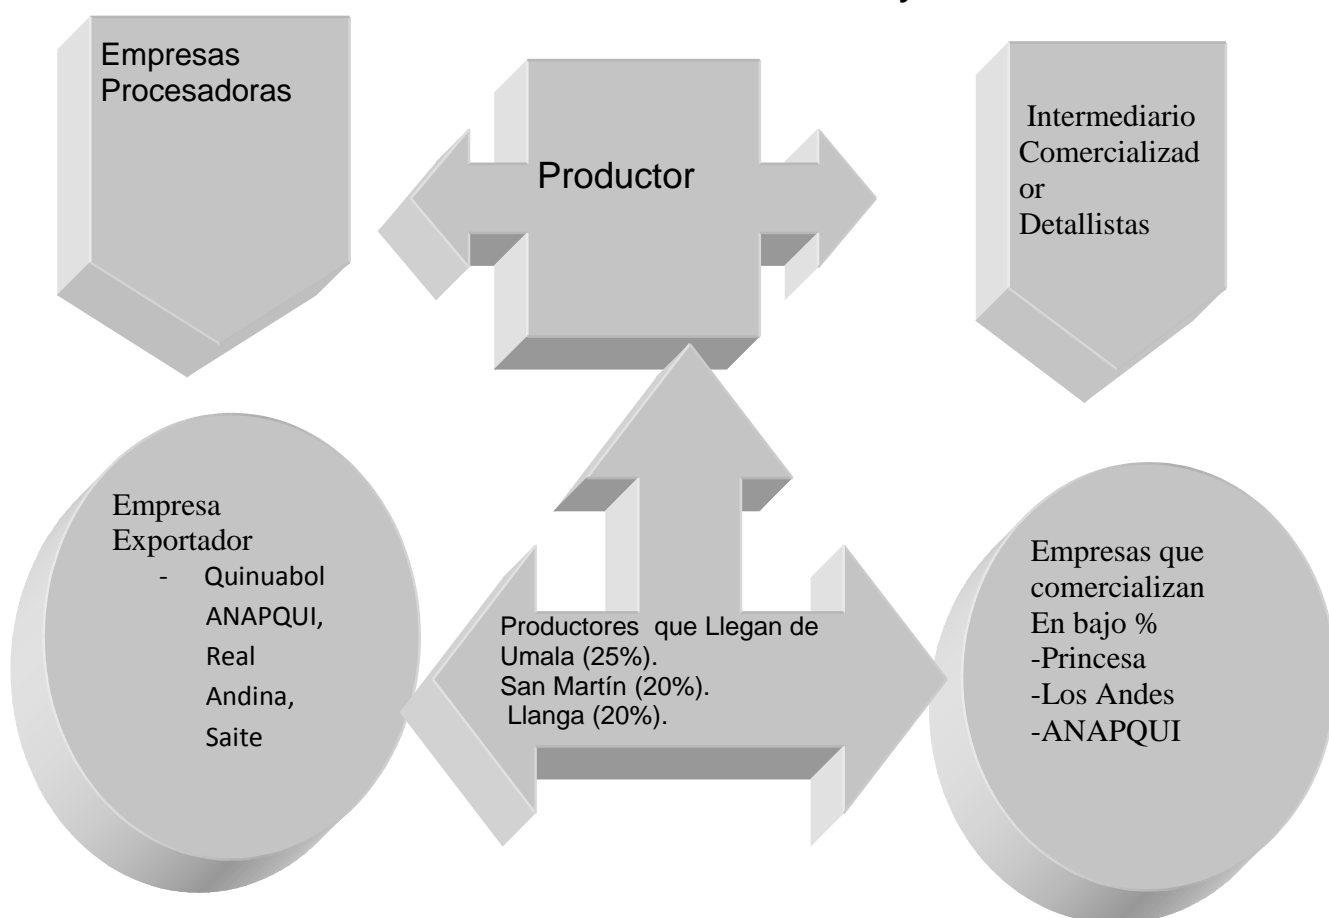 Empresas
Procesadoras
Productor
Intermediario
Comercializad
or
Detallistas
Empresa
Exportador
- Quinuabol
ANAPQUI,
Real
Andina,
Saite
Productores que Llegan de
Umala (25%).
San Martín (20%).
Llanga (20%).
Empresas que
comercializan
En bajo %
-Princesa
-Los Andes
-ANAPQUI